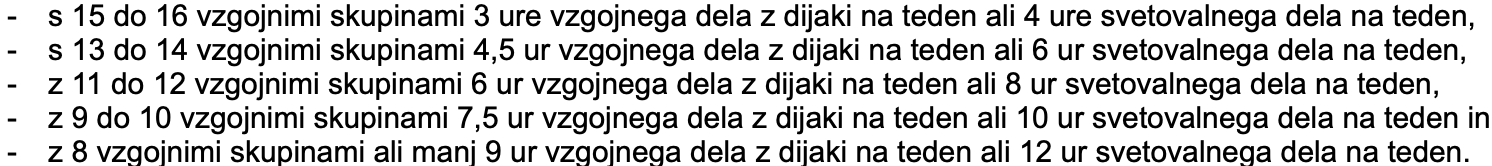 - s 15 do 16 vzgojnimi skupinami 3 ure vzgojnega dela z dijaki na teden ali 4 ure svetovalnega dela na teden,
- s 13 do 14 vzgojnimi skupinami 4,5 ur vzgojnega dela z dijaki na teden ali 6 ur svetovalnega dela na teden,
- z 11 do 12 vzgojnimi skupinami 6 ur vzgojnega dela z dijaki na teden ali 8 ur svetovalnega dela na teden,
- z 9 do 10 vzgojnimi skupinami 7,5 ur vzgojnega dela z dijaki na teden ali 10 ur svetovalnega dela na teden in
- z 8 vzgojnimi skupinami ali manj 9 ur vzgojnega dela z dijaki na teden ali 12 ur svetovalnega dela na teden.